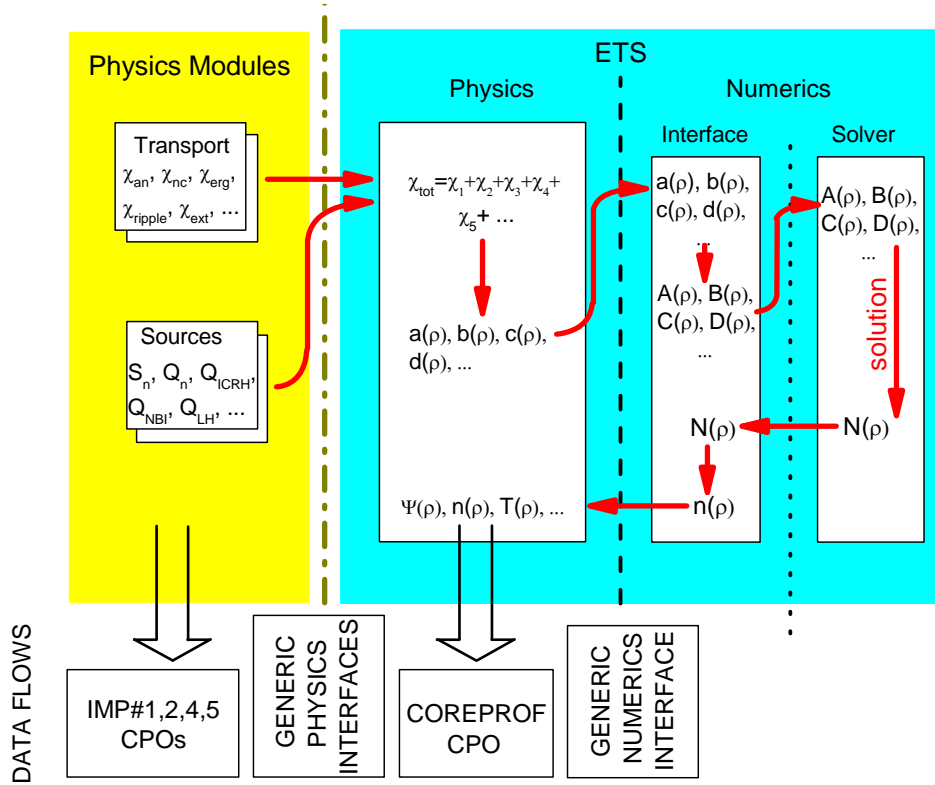 Physics Modules
Transport
χan, χnc, χerg,
χripple, χext, ...
Sources
Sn, Qn, QICRH,
QNBI, QLH, ...
ETS
Physics
χtot=χ1+χ2+χ3+χ4+
χ5+ ...
a(ρ), b(ρ), c(ρ),
d(ρ), ...
Ψ(ρ), n(ρ), T(ρ), ...
Numerics
Interface
a(ρ), b(ρ),
c(ρ), d(ρ),
...
A(ρ), B(ρ),
C(ρ), D(ρ),
...
N(ρ)
n(ρ)
Solver
A(ρ), B(ρ),
C(ρ), D(ρ),
...
solution
N(ρ)
DATA FLOWS
IMP#1,2,4,5
CPOs
GENERIC
PHYSICS
INTERFACES
COREPROF
CPO
GENERIC
NUMERICS
INTERFACE